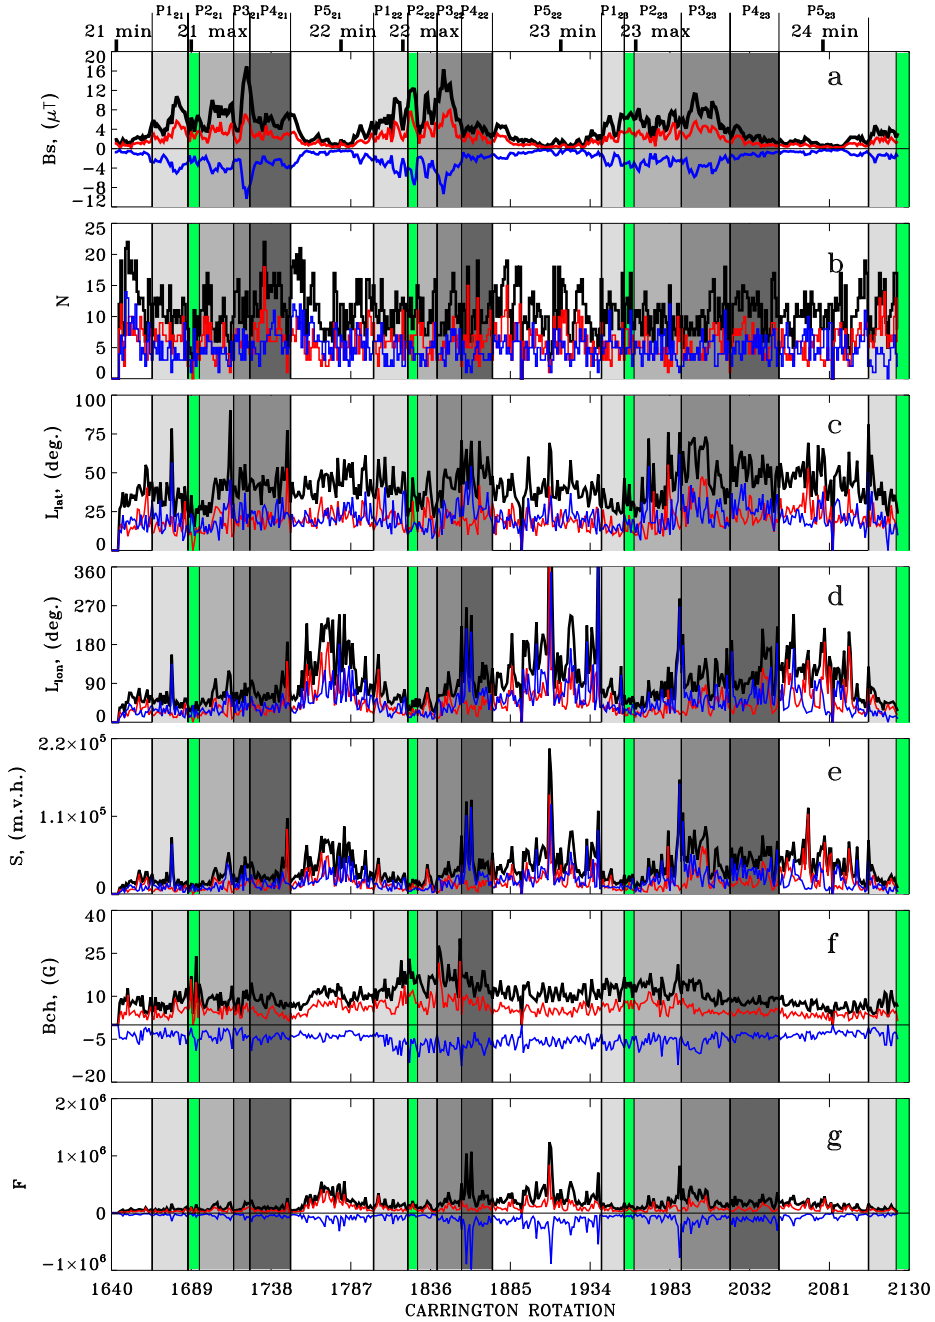 P1₂₁ P2₂₁ P3₂₁ P4₂₁ P5₂₁ P1₂₂ P2₂₂ P3₂₂ P4₂₂ P5₂₂ P1₂₃ P2₂₃ P3₂₃ P4₂₃ P5₂₃
21 min 21 max 22 min 22 max 23 min 23 max 24 min
20
16
12
8
4
0
-4
-8
-12
Bs, (μT)
a
25
20
15
10
5
0
N
b
100
75
50
25
0
L_lat, (deg.)
c
360
270
180
90
0
L_lon, (deg.)
d
2.2×10⁵
1.1×10⁵
0
S, (m.v.h.)
e
40
25
10
-5
-20
Bch, (G)
f
2×10⁶
1×10⁶
0
-1×10⁶
F
g
1640 1689 1738 1787 1836 1885 1934 1983 2032 2081 2130
CARRINGTON ROTATION